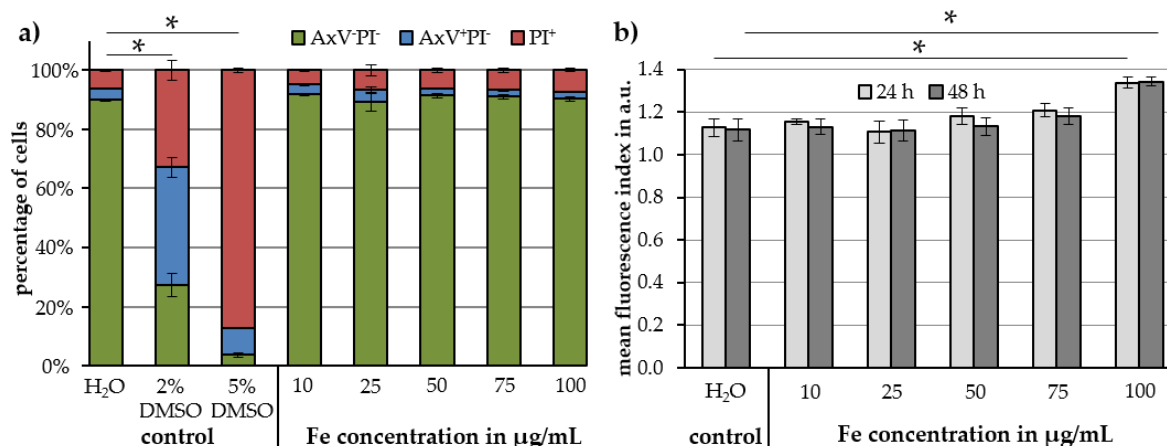 a)
*
*
AxV⁻PI⁻ AxV⁺PI⁻ PI⁺
percentage of cells
100%
80%
60%
40%
20%
0%
H₂O 2% DMSO 5% DMSO 10 25 50 75 100
control Fe concentration in µg/mL
b)
*
*
24 h 48 h
mean fluorescence index in a.u.
1.4
1.2
1.0
0.8
0.6
0.4
0.2
0.0
H₂O 10 25 50 75 100
control Fe concentration in µg/mL